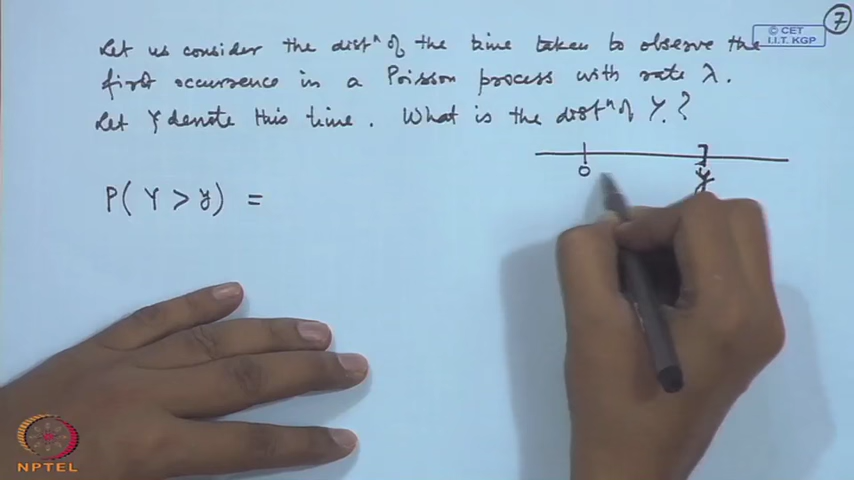 7
© CET
I.I.T. KGP
Let us consider the distⁿ of the time taken to observe the
first occurrence in a Poisson process with rate λ.
Let Y denote this time. What is the distⁿ of Y.?
0
y
P( Y > y) =
NPTEL